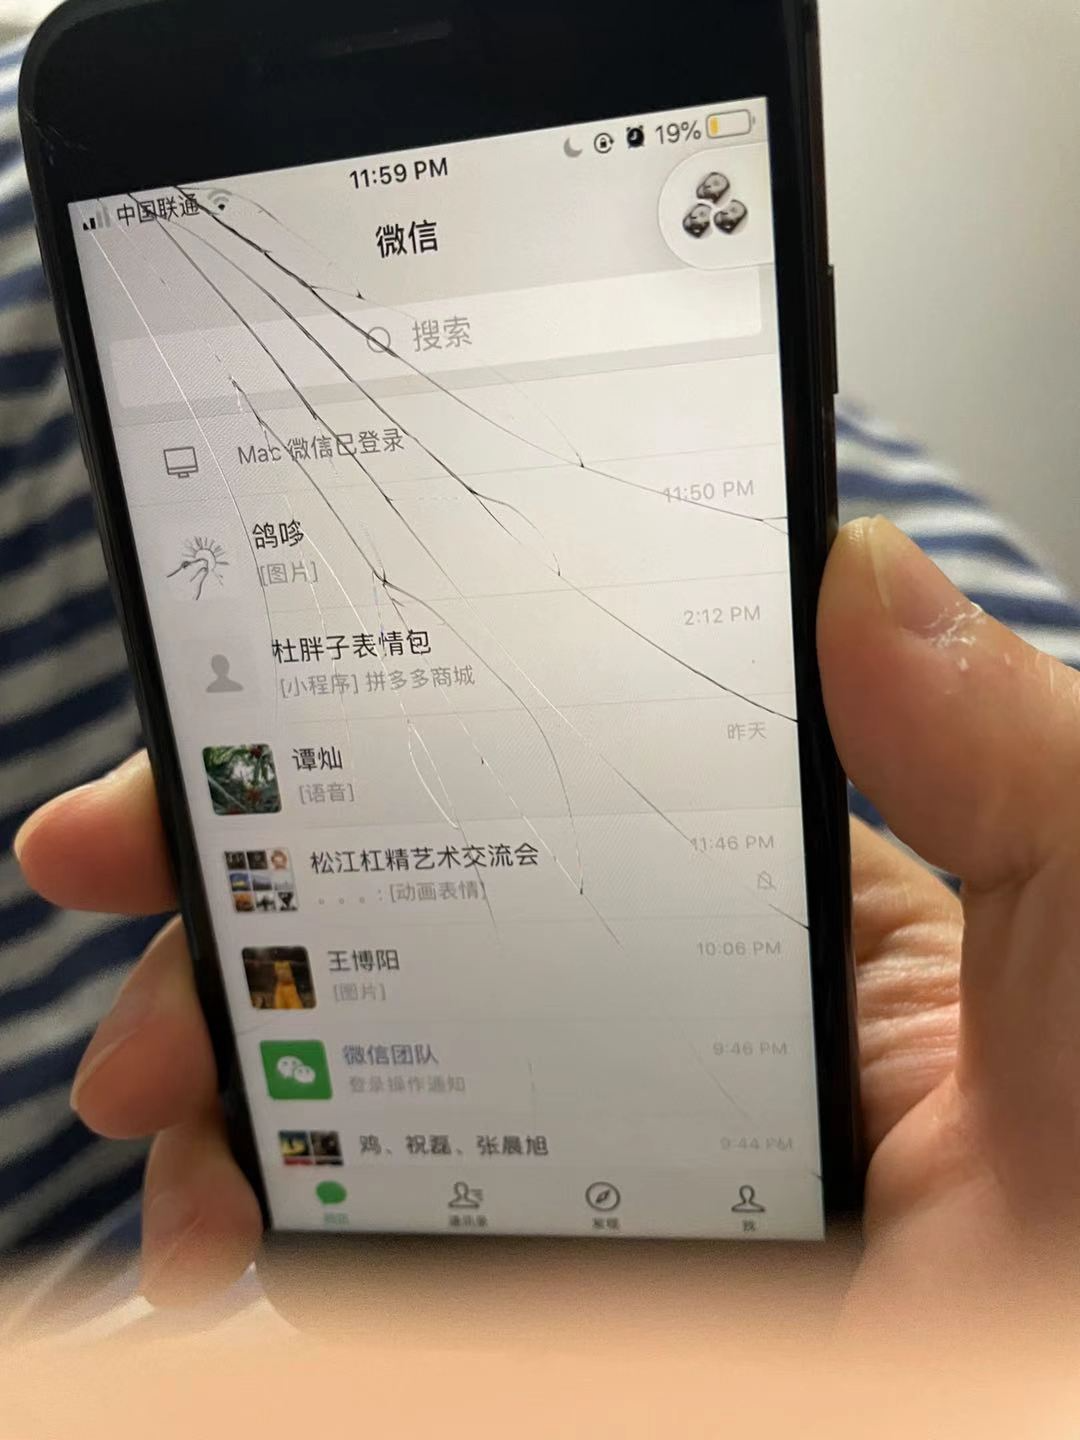 11:59 PM
19%
中国联通
微信
搜索
Mac 微信已登录
鸽哆
11:50 PM
[图片]
杜胖子表情包
2:12 PM
[小程序] 拼多多商城
谭灿
昨天
[语音]
松江杠精艺术交流会
11:46 PM
。。。: [动画表情]
王博阳
10:06 PM
[图片]
微信团队
9:46 PM
登录操作通知
鸡、祝磊、张晨旭
9:44 PM
微信
通讯录
发现
我